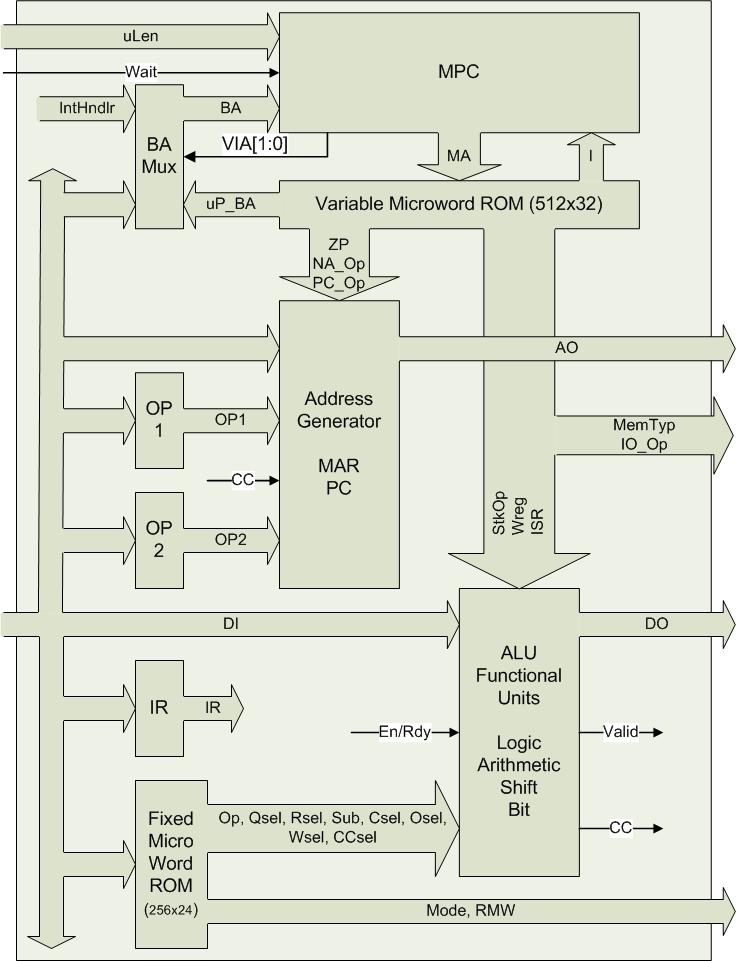 uLen
MPC
Wait
IntHndlr
BA
BA
Mux
VIA[1:0]
MA
I
uP_BA
Variable Microword ROM (512x32)
ZP
NA_Op
PC_Op
AO
Address
Generator
MAR
PC
OP
1
OP1
MemTyp
IO_Op
CC
StkOp
Wreg
ISR
OP
2
OP2
DI
DO
ALU
Functional
Units
Logic
Arithmetic
Shift
Bit
IR
IR
En/Rdy
Valid
Fixed
Micro
Word
ROM
(256x24)
Op, Qsel, Rsel, Sub, Csel, Osel,
Wsel, CCsel
CC
Mode, RMW